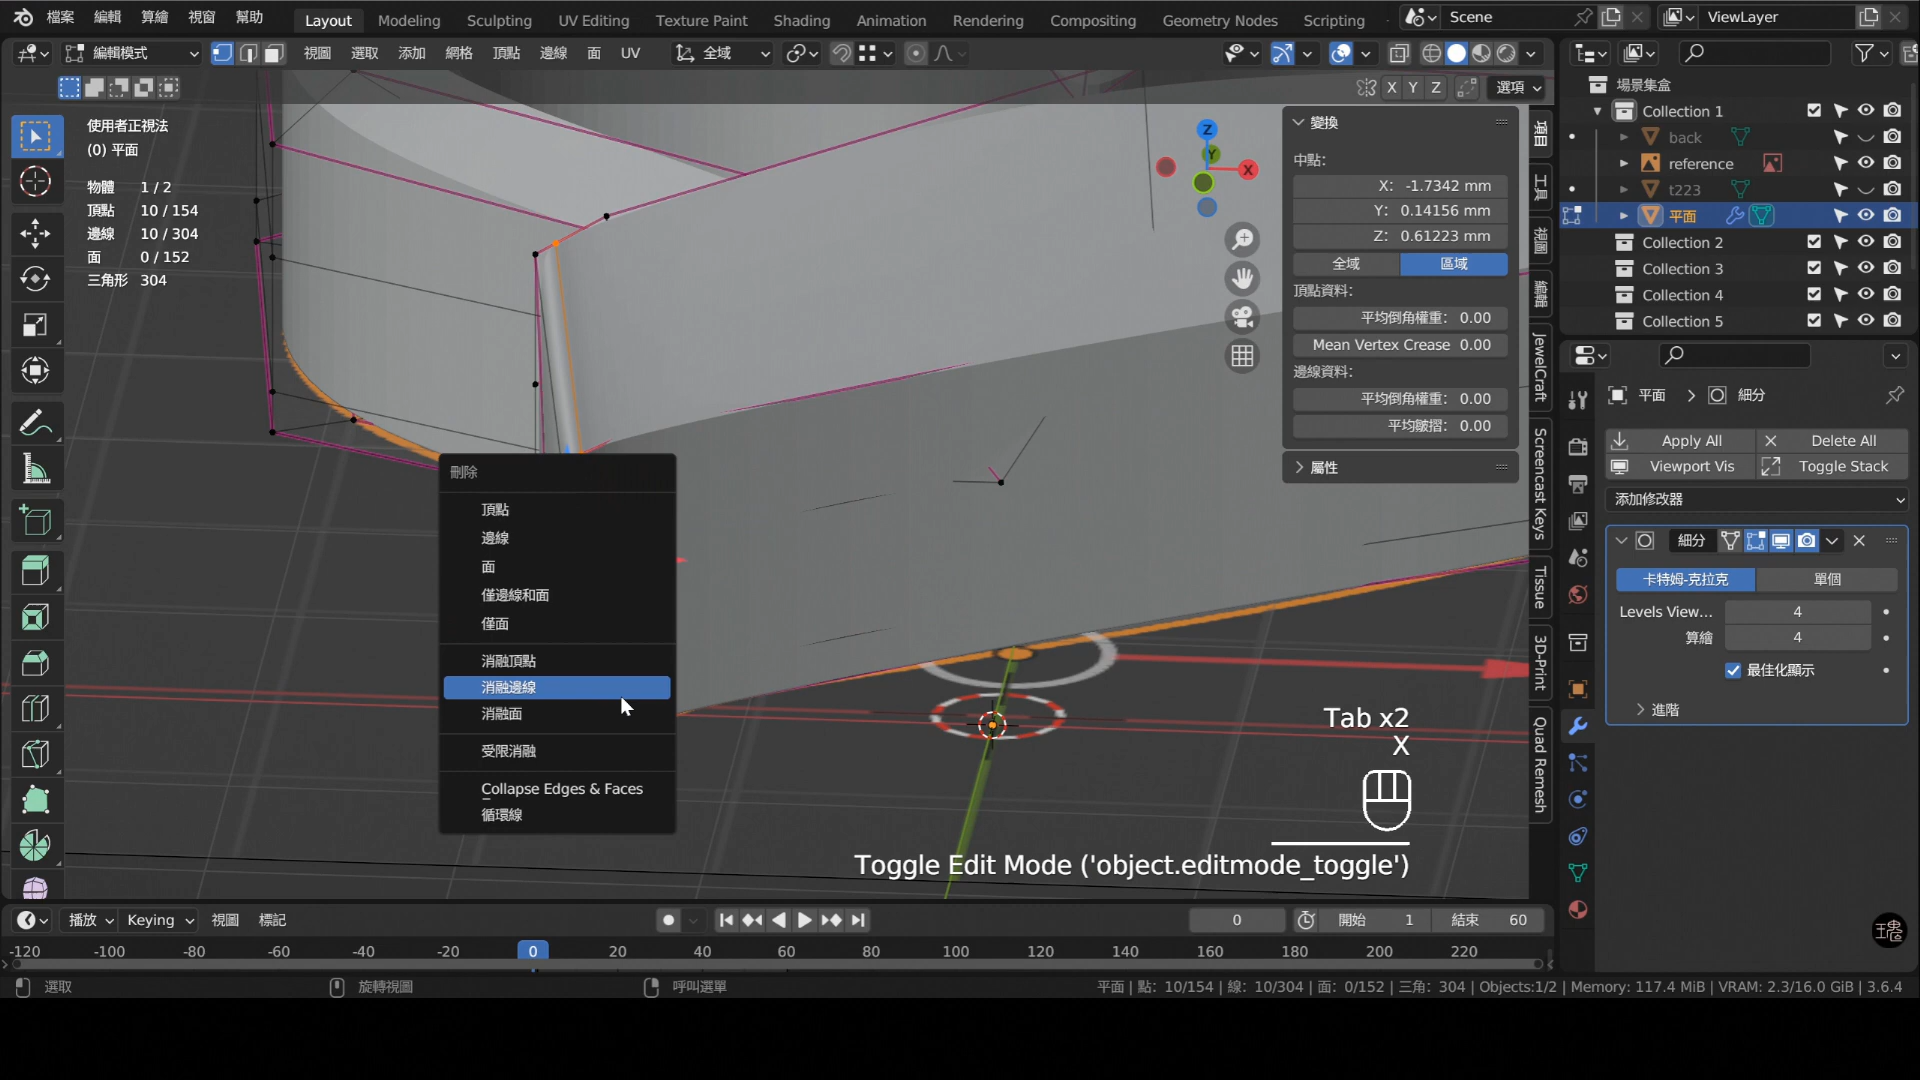 檔案 編輯 算繪 視窗 幫助 Layout Modeling Sculpting UV Editing Texture Paint Shading Animation Rendering Compositing Geometry Nodes Scripting Scene ViewLayer
編輯模式 視圖 選取 添加 網格 頂點 邊線 面 UV 全域
X Y Z 選項
使用者正視法
(0) 平面
物體 1 / 2
頂點 10 / 154
邊線 10 / 304
面 0 / 152
三角形 304
Z
Y
X
變換
中點:
X: -1.7342 mm
Y: 0.14156 mm
Z: 0.61223 mm
全域 區域
頂點資料:
平均倒角權重: 0.00
Mean Vertex Crease 0.00
邊線資料:
平均倒角權重: 0.00
平均皺摺: 0.00
屬性
項目
工具
視圖
編輯
JewelCraft
Screencast Keys
Tissue
3D-Print
Quad Remesh
場景集盒
Collection 1
back
reference
t223
平面
Collection 2
Collection 3
Collection 4
Collection 5
平面 > 細分
Apply All Delete All
Viewport Vis Toggle Stack
添加修改器
細分
卡特姆-克拉克 單個
Levels View... 4
算繪 4
最佳化顯示
進階
刪除
頂點
邊線
面
僅邊線和面
僅面
消融頂點
消融邊線
消融面
受限消融
Collapse Edges & Faces
循環線
Tab x2
X
Toggle Edit Mode ('object.editmode_toggle')
播放 Keying 視圖 標記 0 開始 1 結束 60
-120 -100 -80 -60 -40 -20 0 20 40 60 80 100 120 140 160 180 200 220
選取 旋轉視圖 呼叫選單 平面 | 點: 10/154 | 線: 10/304 | 面: 0/152 | 三角: 304 | Objects:1/2 | Memory: 117.4 MiB | VRAM: 2.3/16.0 GiB | 3.6.4